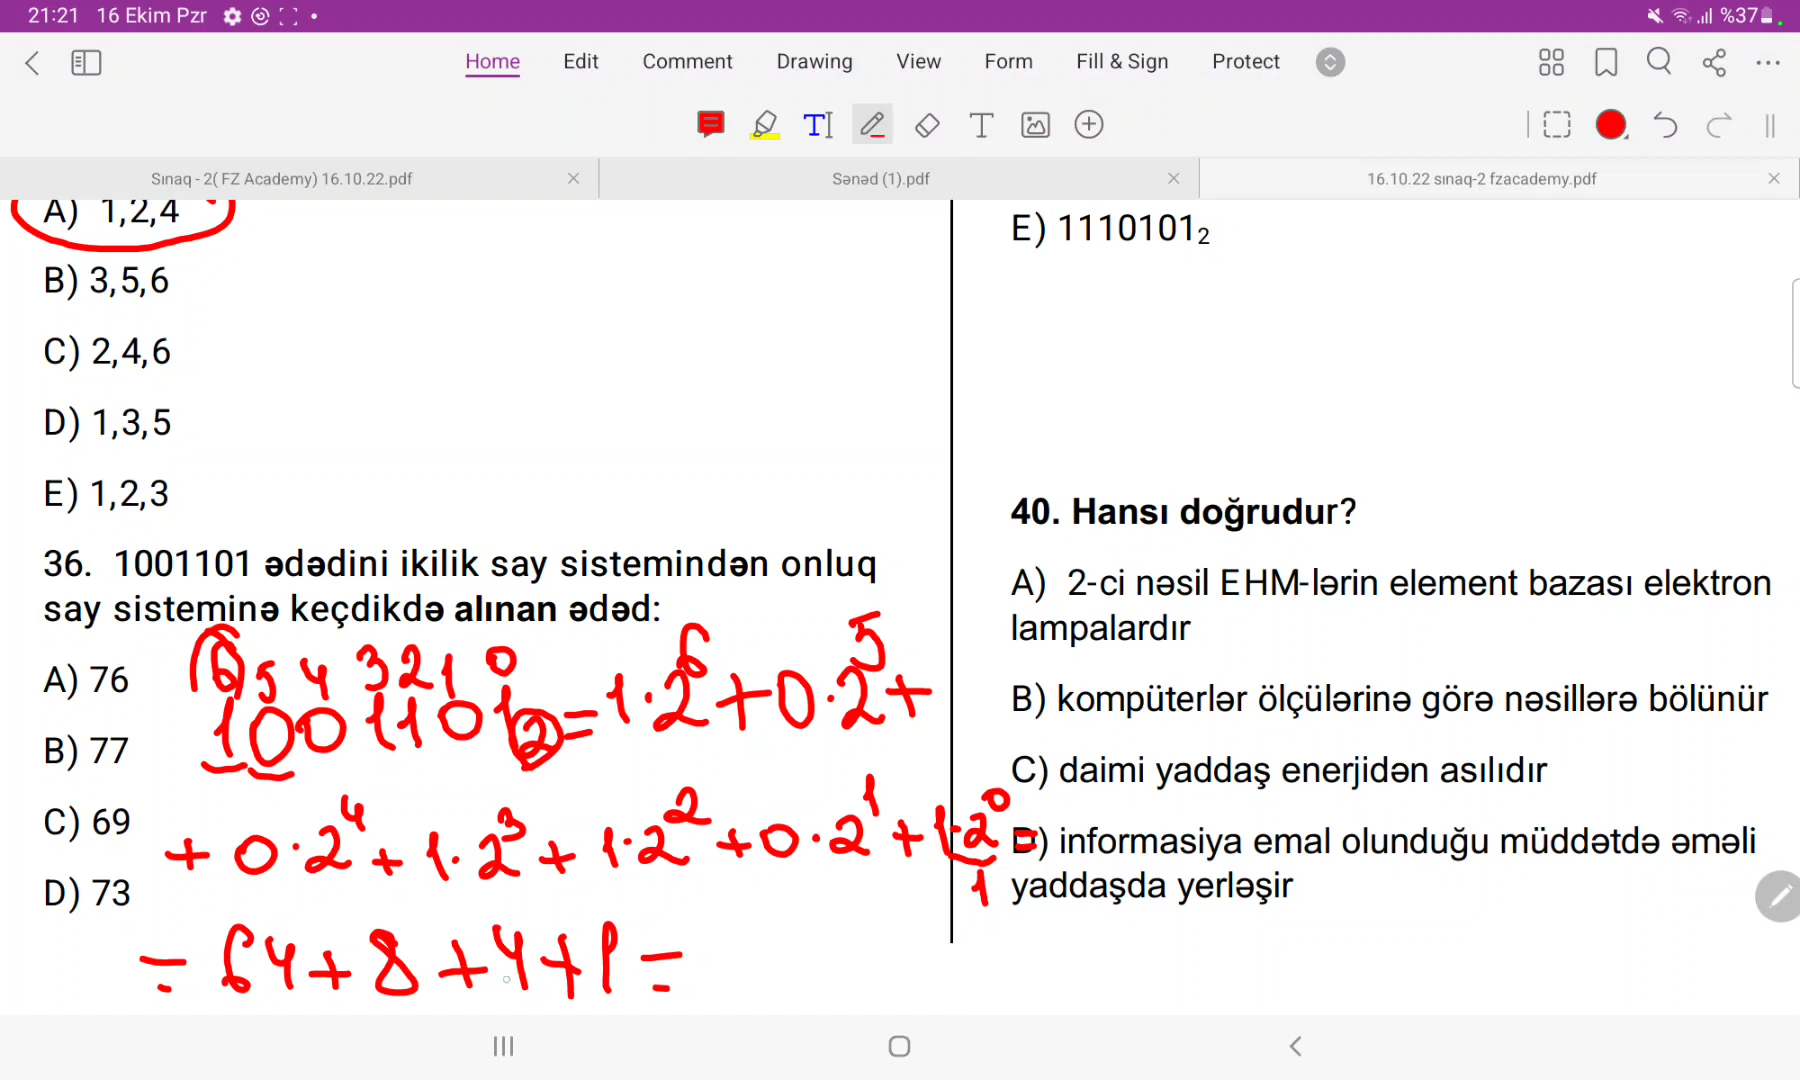 21:21 16 Ekim Pzr %37
Home Edit Comment Drawing View Form Fill & Sign Protect
Sınaq - 2( FZ Academy) 16.10.22.pdf
Sənəd (1).pdf
16.10.22 sınaq-2 fzacademy.pdf
A) 1,2,4
B) 3,5,6
C) 2,4,6
D) 1,3,5
E) 1,2,3
36. 1001101 ədədini ikilik say sistemindən onluq
say sisteminə keçdikdə alınan ədəd:
A) 76
B) 77
C) 69
D) 73
6 5 4 3 2 1 0
1001101₂ = 1·2⁶ + 0·2⁵ +
+ 0·2⁴ + 1·2³ + 1·2² + 0·2¹ + 1·2⁰ =
1
= 64 + 8 + 4 + 1 =
E) 1110101₂
40. Hansı doğrudur?
A) 2-ci nəsil EHM-lərin element bazası elektron
lampalardır
B) kompüterlər ölçülərinə görə nəsillərə bölünür
C) daimi yaddaş enerjidən asılıdır
D) informasiya emal olunduğu müddətdə əməli
yaddaşda yerləşir